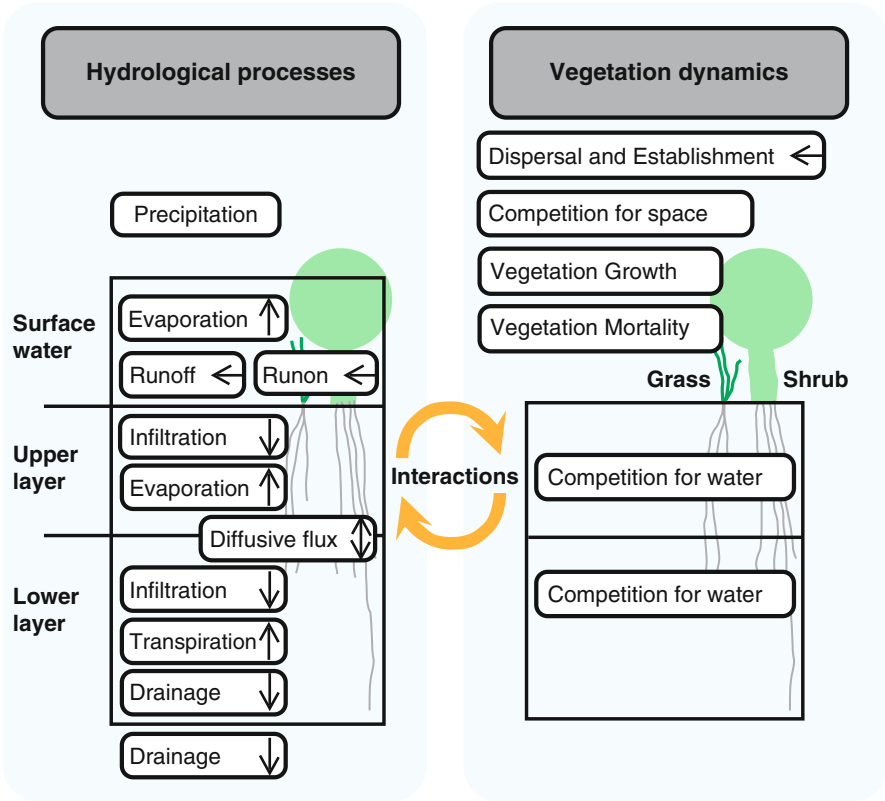 Hydrological processes
Precipitation
Surface
water
Evaporation
Runoff
Runon
Upper
layer
Infiltration
Evaporation
Diffusive flux
Lower
layer
Infiltration
Transpiration
Drainage
Drainage
Interactions
Vegetation dynamics
Dispersal and Establishment
Competition for space
Vegetation Growth
Vegetation Mortality
Grass
Shrub
Competition for water
Competition for water